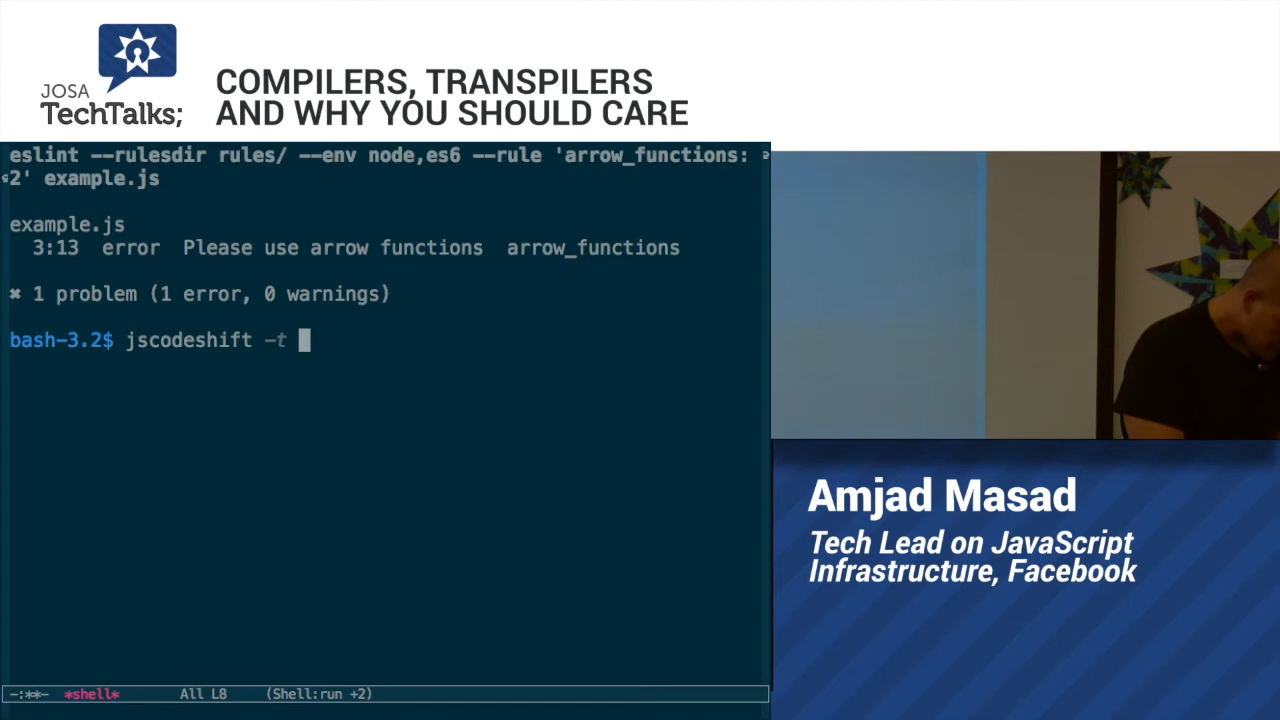 JOSA
TechTalks;
COMPILERS, TRANSPILERS
AND WHY YOU SHOULD CARE
eslint --rulesdir rules/ --env node,es6 --rule 'arrow_functions:
2' example.js
example.js
3:13 error Please use arrow functions arrow_functions
✖ 1 problem (1 error, 0 warnings)
bash-3.2$ jscodeshift -t
-:**- *shell* All L8 (Shell:run +2)
Amjad Masad
Tech Lead on JavaScript
Infrastructure, Facebook